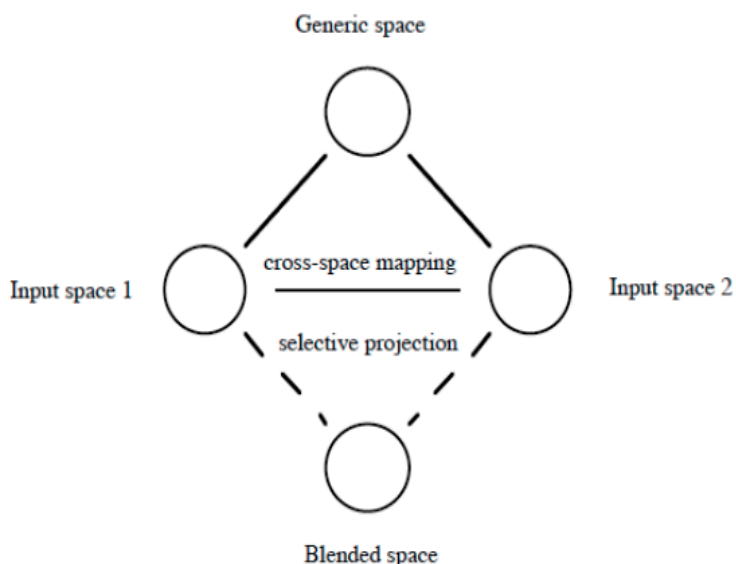 Generic space
cross-space mapping
Input space 1
Input space 2
selective projection
Blended space